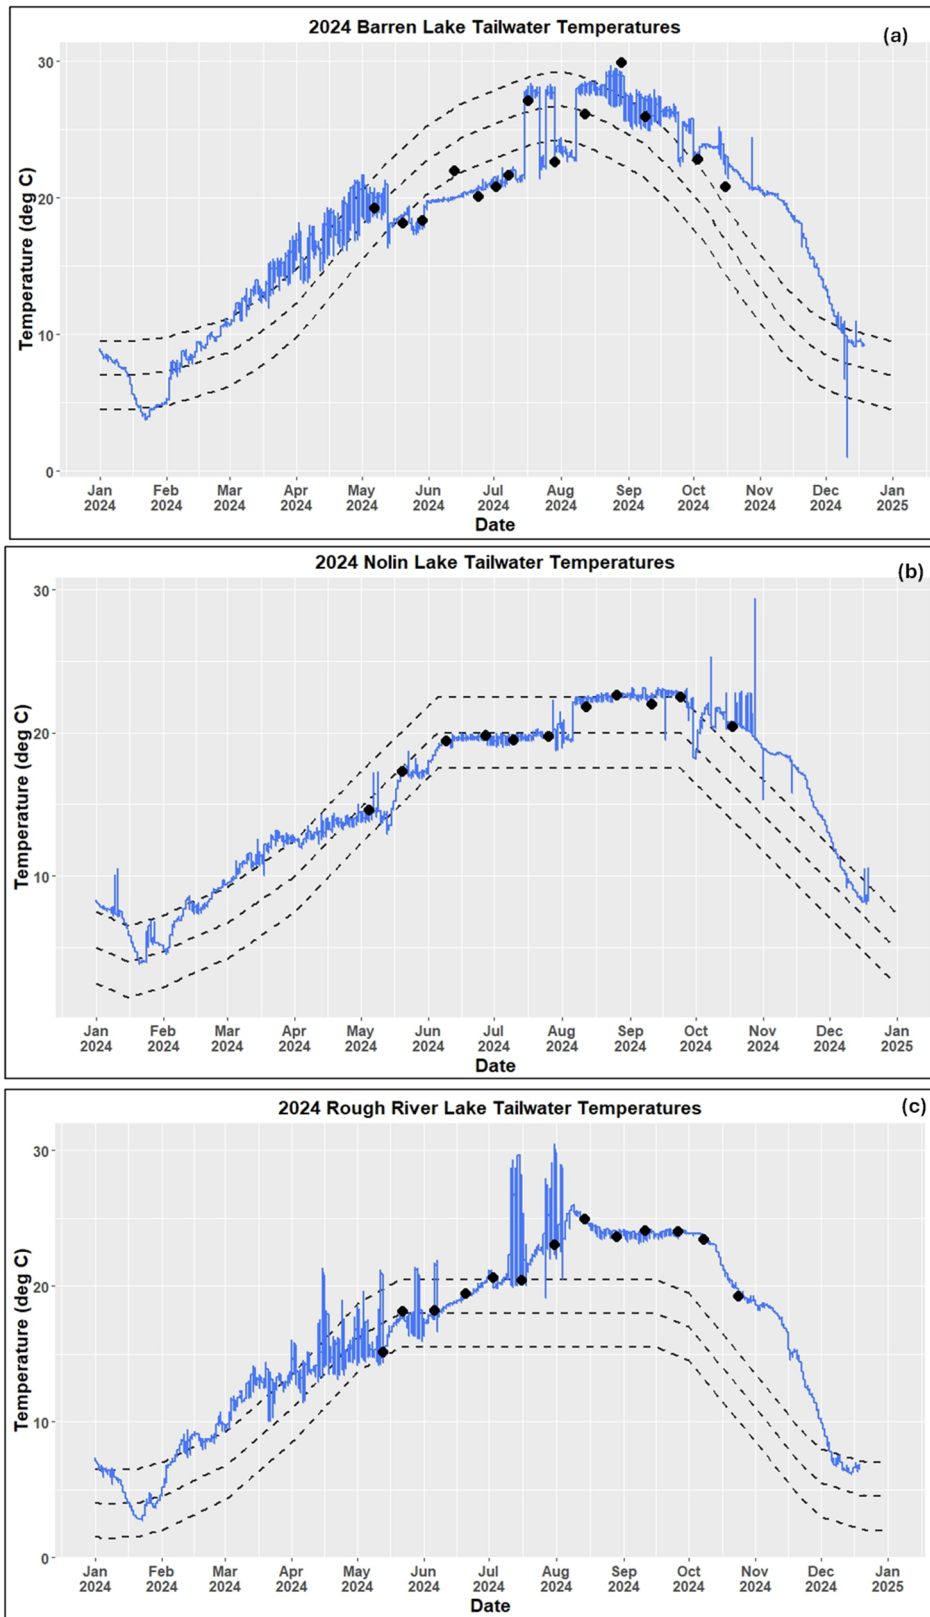 2024 Barren Lake Tailwater Temperatures
(a)
Temperature (deg C)
30
20
10
0
Jan Feb Mar Apr May Jun Jul Aug Sep Oct Nov Dec Jan
2024 2024 2024 2024 2024 2024 2024 2024 2024 2024 2024 2024 2025
Date
2024 Nolin Lake Tailwater Temperatures
(b)
Temperature (deg C)
30
20
10
Jan Feb Mar Apr May Jun Jul Aug Sep Oct Nov Dec Jan
2024 2024 2024 2024 2024 2024 2024 2024 2024 2024 2024 2024 2025
Date
2024 Rough River Lake Tailwater Temperatures
(c)
Temperature (deg C)
30
20
10
0
Jan Feb Mar Apr May Jun Jul Aug Sep Oct Nov Dec Jan
2024 2024 2024 2024 2024 2024 2024 2024 2024 2024 2024 2024 2025
Date